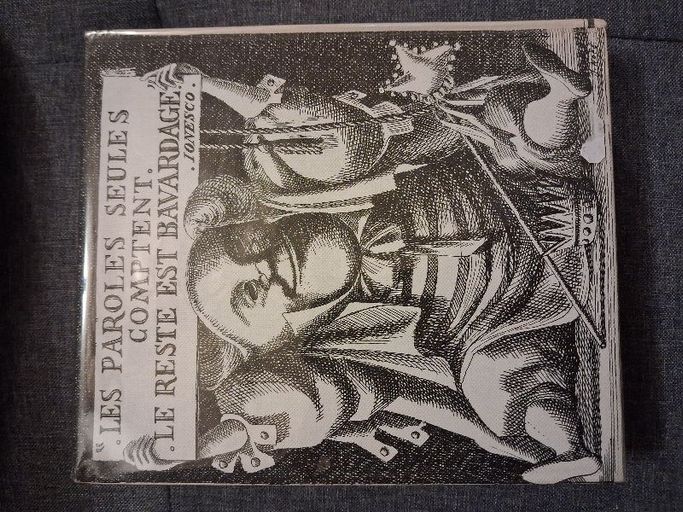 “.LES PAROLES SEULES
COMPTENT.
.LE RESTE EST BAVARDAGE.”
.IONESCO.